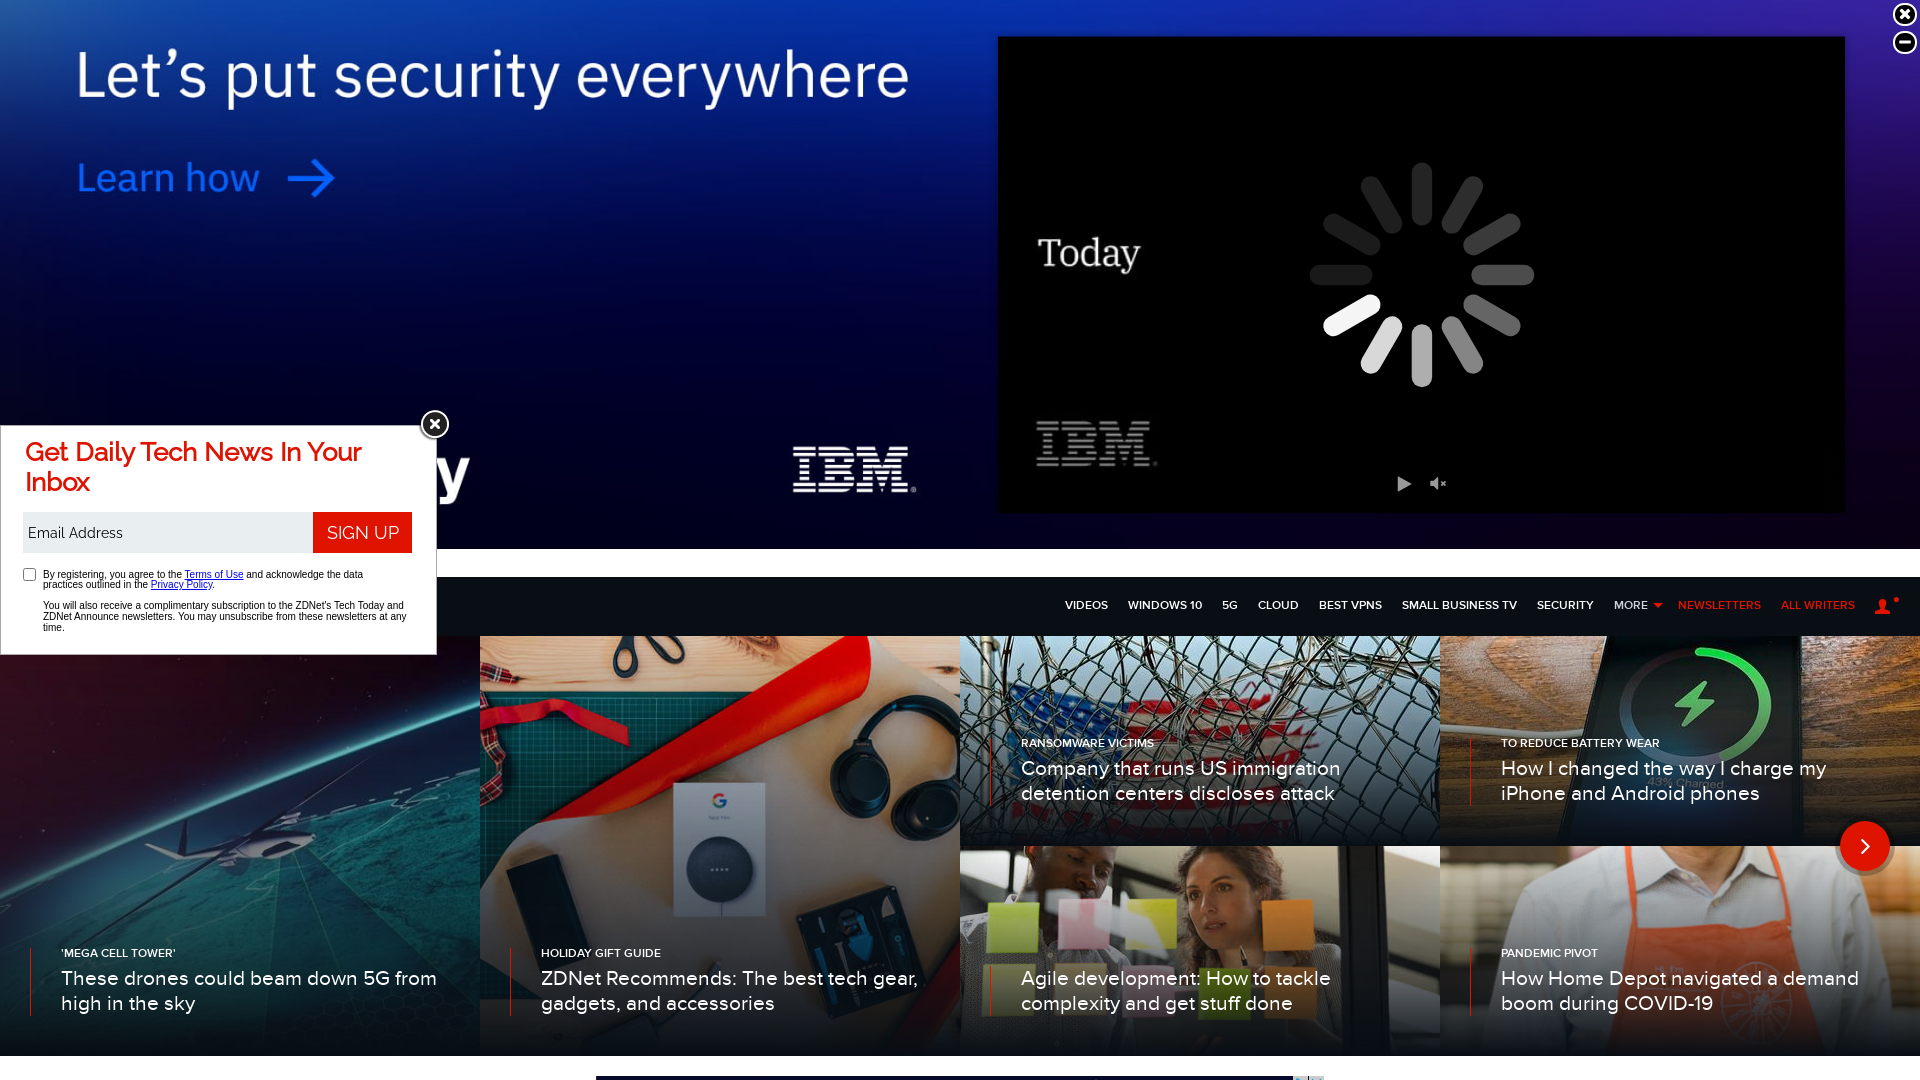 Let's put security everywhere
Learn how
Today
IBM
y
IBM
Get Daily Tech News In Your
Inbox
Email Address
SIGN UP
By registering, you agree to the Terms of Use and acknowledge the data
practices outlined in the Privacy Policy.
You will also receive a complimentary subscription to the ZDNet's Tech Today and
ZDNet Announce newsletters. You may unsubscribe from these newsletters at any
time.
VIDEOS WINDOWS 10 5G CLOUD BEST VPNS SMALL BUSINESS TV SECURITY MORE NEWSLETTERS ALL WRITERS
RANSOMWARE VICTIMS
Company that runs US immigration
detention centers discloses attack
TO REDUCE BATTERY WEAR
How I changed the way I charge my
iPhone and Android phones
43% Charged
'MEGA CELL TOWER'
These drones could beam down 5G from
high in the sky
HOLIDAY GIFT GUIDE
ZDNet Recommends: The best tech gear,
gadgets, and accessories
G
Agile development: How to tackle
complexity and get stuff done
PANDEMIC PIVOT
How Home Depot navigated a demand
boom during COVID-19